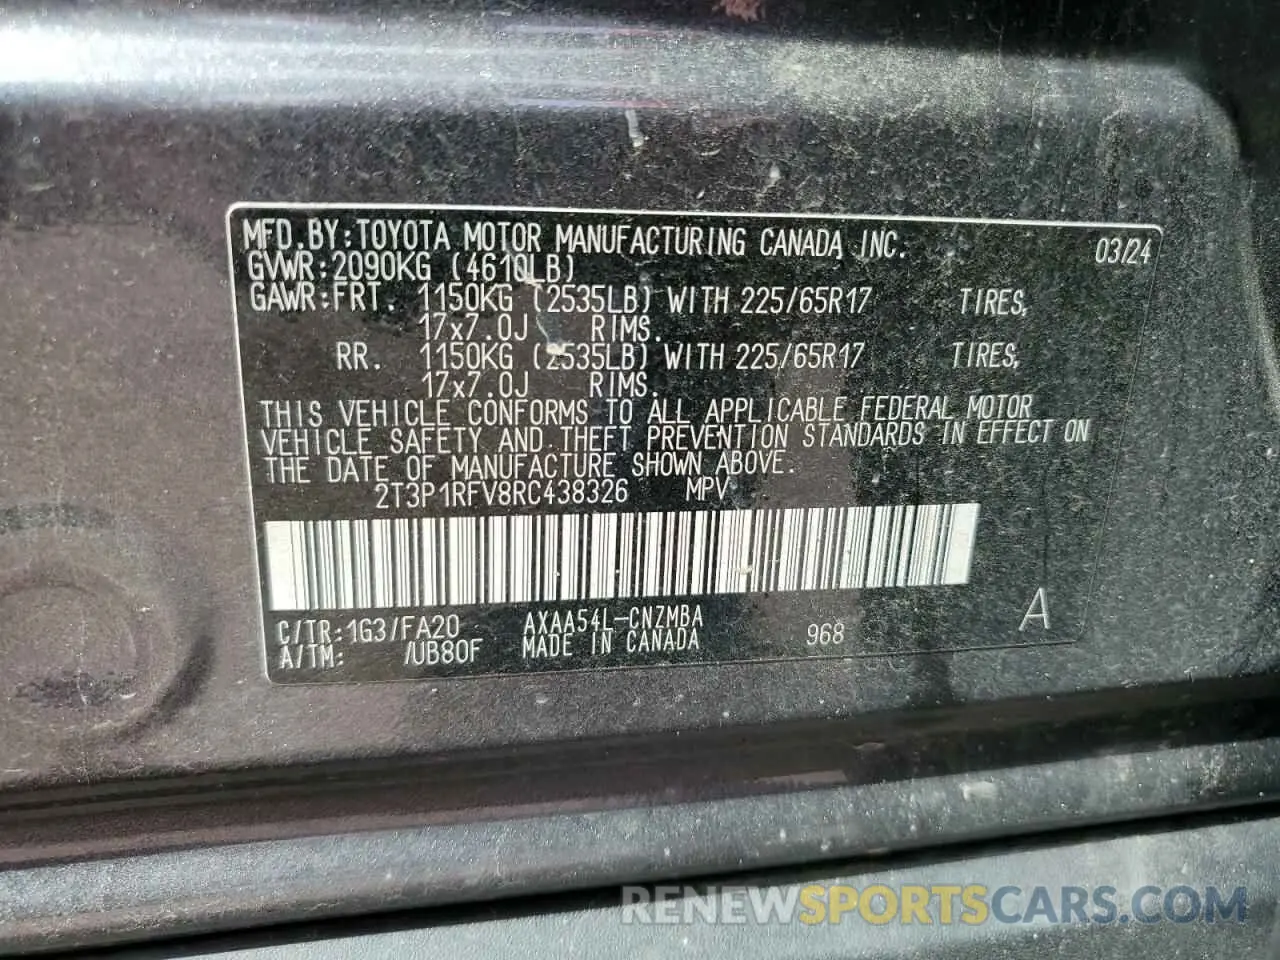 MFD.BY:TOYOTA MOTOR MANUFACTURING CANADA, INC. 03/24
GVWR:2090KG (4610LB)
GAWR:FRT. 1150KG (2535LB) WITH 225/65R17 TIRES,
17x7.0J RIMS.
RR. 1150KG (2535LB) WITH 225/65R17 TIRES,
17x7.0J RIMS.
THIS VEHICLE CONFORMS TO ALL APPLICABLE FEDERAL MOTOR
VEHICLE SAFETY AND THEFT PREVENTION STANDARDS IN EFFECT ON
THE DATE OF MANUFACTURE SHOWN ABOVE.
2T3P1RFV8RC438326 MPV
C/TR:1G3/FA20 AXAA54L-CNZMBA
A/TM: /UB80F MADE IN CANADA 968 A
RENEWSPORTSCARS.COM